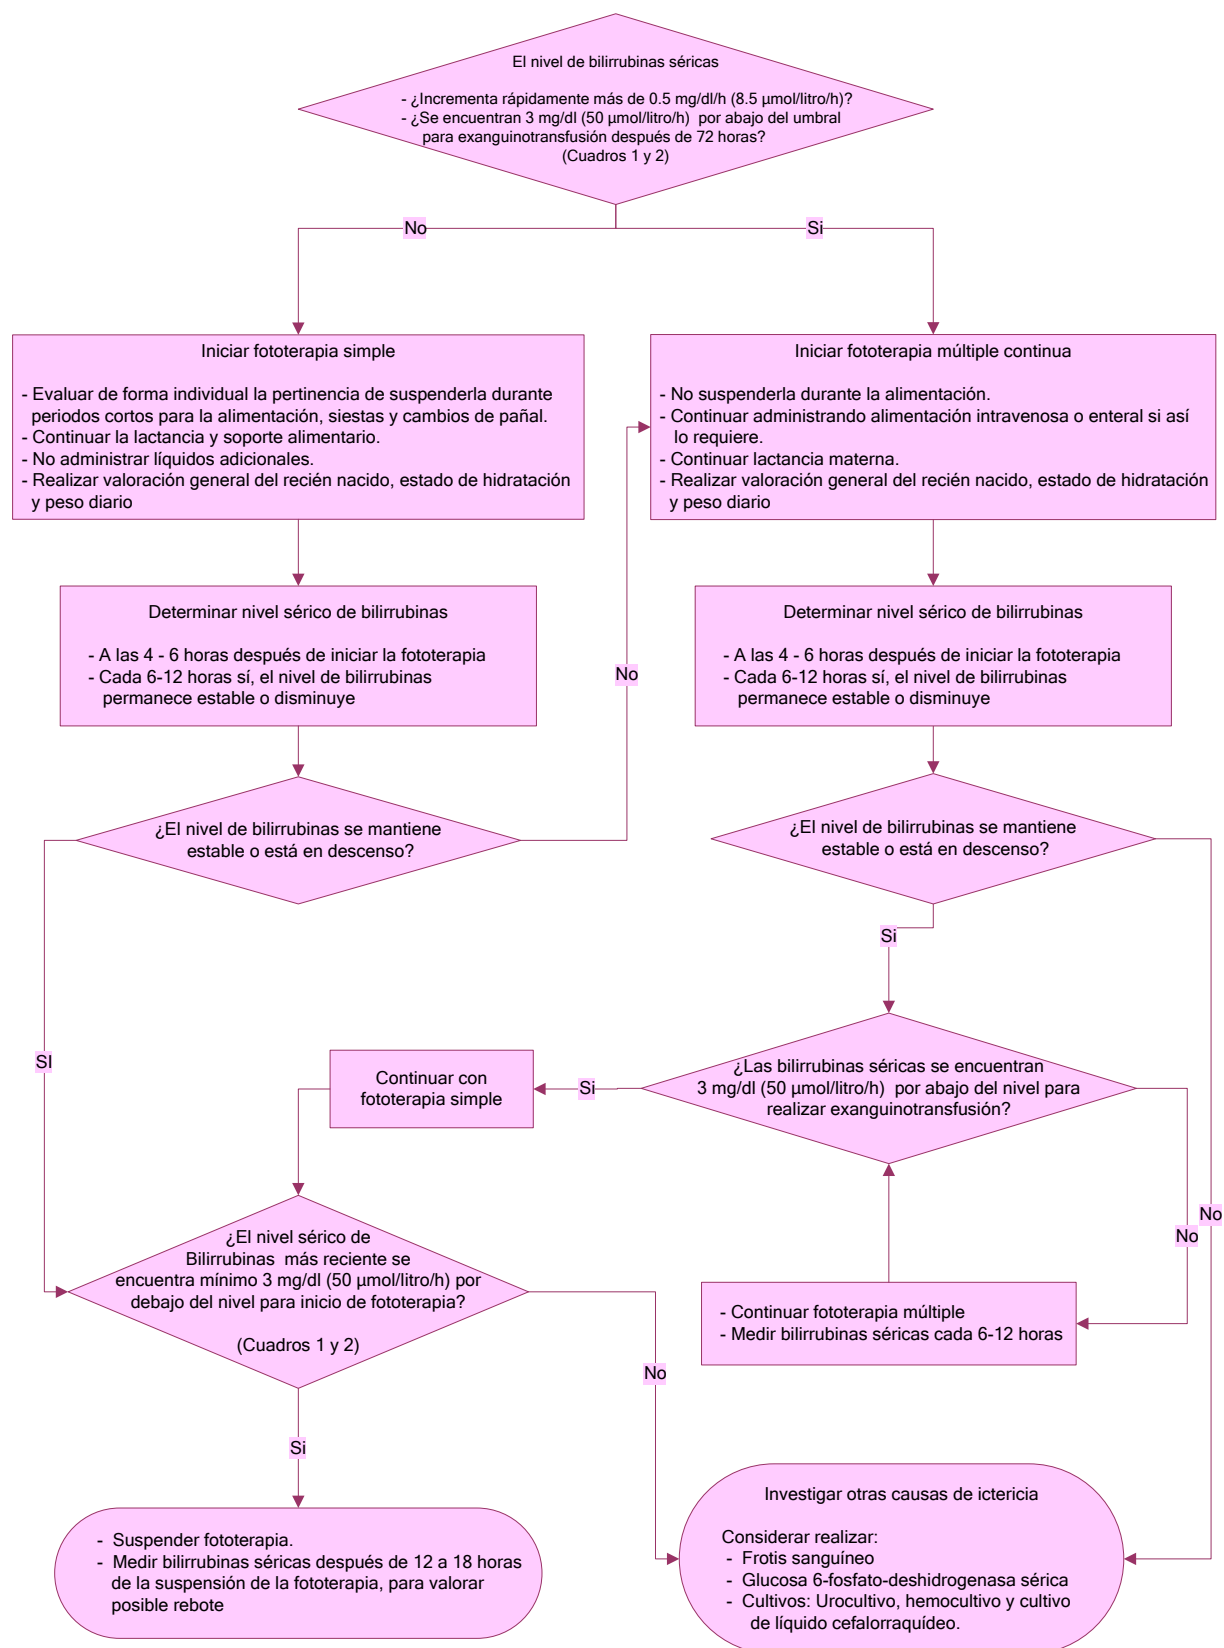 El nivel de bilirrubinas séricas
- ¿Incrementa rápidamente más de 0.5 mg/dl/h (8.5 µmol/litro/h)?
- ¿Se encuentran 3 mg/dl (50 µmol/litro/h) por abajo del umbral
para exanguinotransfusión después de 72 horas?
(Cuadros 1 y 2)
No
Si
Iniciar fototerapia simple
- Evaluar de forma individual la pertinencia de suspenderla durante
periodos cortos para la alimentación, siestas y cambios de pañal.
- Continuar la lactancia y soporte alimentario.
- No administrar líquidos adicionales.
- Realizar valoración general del recién nacido, estado de hidratación
y peso diario
Iniciar fototerapia múltiple continua
- No suspenderla durante la alimentación.
- Continuar administrando alimentación intravenosa o enteral si así
lo requiere.
- Continuar lactancia materna.
- Realizar valoración general del recién nacido, estado de hidratación
y peso diario
Determinar nivel sérico de bilirrubinas
- A las 4 - 6 horas después de iniciar la fototerapia
- Cada 6-12 horas sí, el nivel de bilirrubinas
permanece estable o disminuye
No
Determinar nivel sérico de bilirrubinas
- A las 4 - 6 horas después de iniciar la fototerapia
- Cada 6-12 horas sí, el nivel de bilirrubinas
permanece estable o disminuye
¿El nivel de bilirrubinas se mantiene
estable o está en descenso?
¿El nivel de bilirrubinas se mantiene
estable o está en descenso?
Si
SI
Continuar con
fototerapia simple
Si
¿Las bilirrubinas séricas se encuentran
3 mg/dl (50 µmol/litro/h) por abajo del nivel para
realizar exanguinotransfusión?
No
No
¿El nivel sérico de
Bilirrubinas más reciente se
encuentra mínimo 3 mg/dl (50 µmol/litro/h) por
debajo del nivel para inicio de fototerapia?
(Cuadros 1 y 2)
- Continuar fototerapia múltiple
- Medir bilirrubinas séricas cada 6-12 horas
No
Si
- Suspender fototerapia.
- Medir bilirrubinas séricas después de 12 a 18 horas
de la suspensión de la fototerapia, para valorar
posible rebote
Investigar otras causas de ictericia
Considerar realizar:
- Frotis sanguíneo
- Glucosa 6-fosfato-deshidrogenasa sérica
- Cultivos: Urocultivo, hemocultivo y cultivo
de líquido cefalorraquídeo.